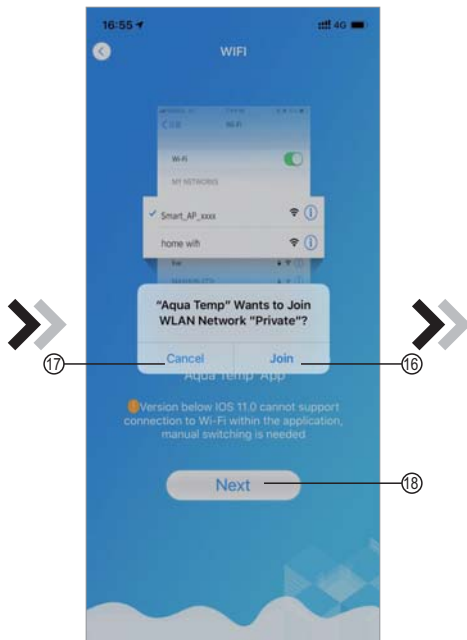 16:55
4G
WIFI
Wi-Fi
Wi-Fi
MY NETWORKS
Smart_AP_xxxx
home wifi
"Aqua Temp" Wants to Join
WLAN Network "Private"?
Cancel
Join
17
16
Aqua Temp App
Version below IOS 11.0 cannot support
connection to Wi-Fi within the application,
manual switching is needed
Next
18